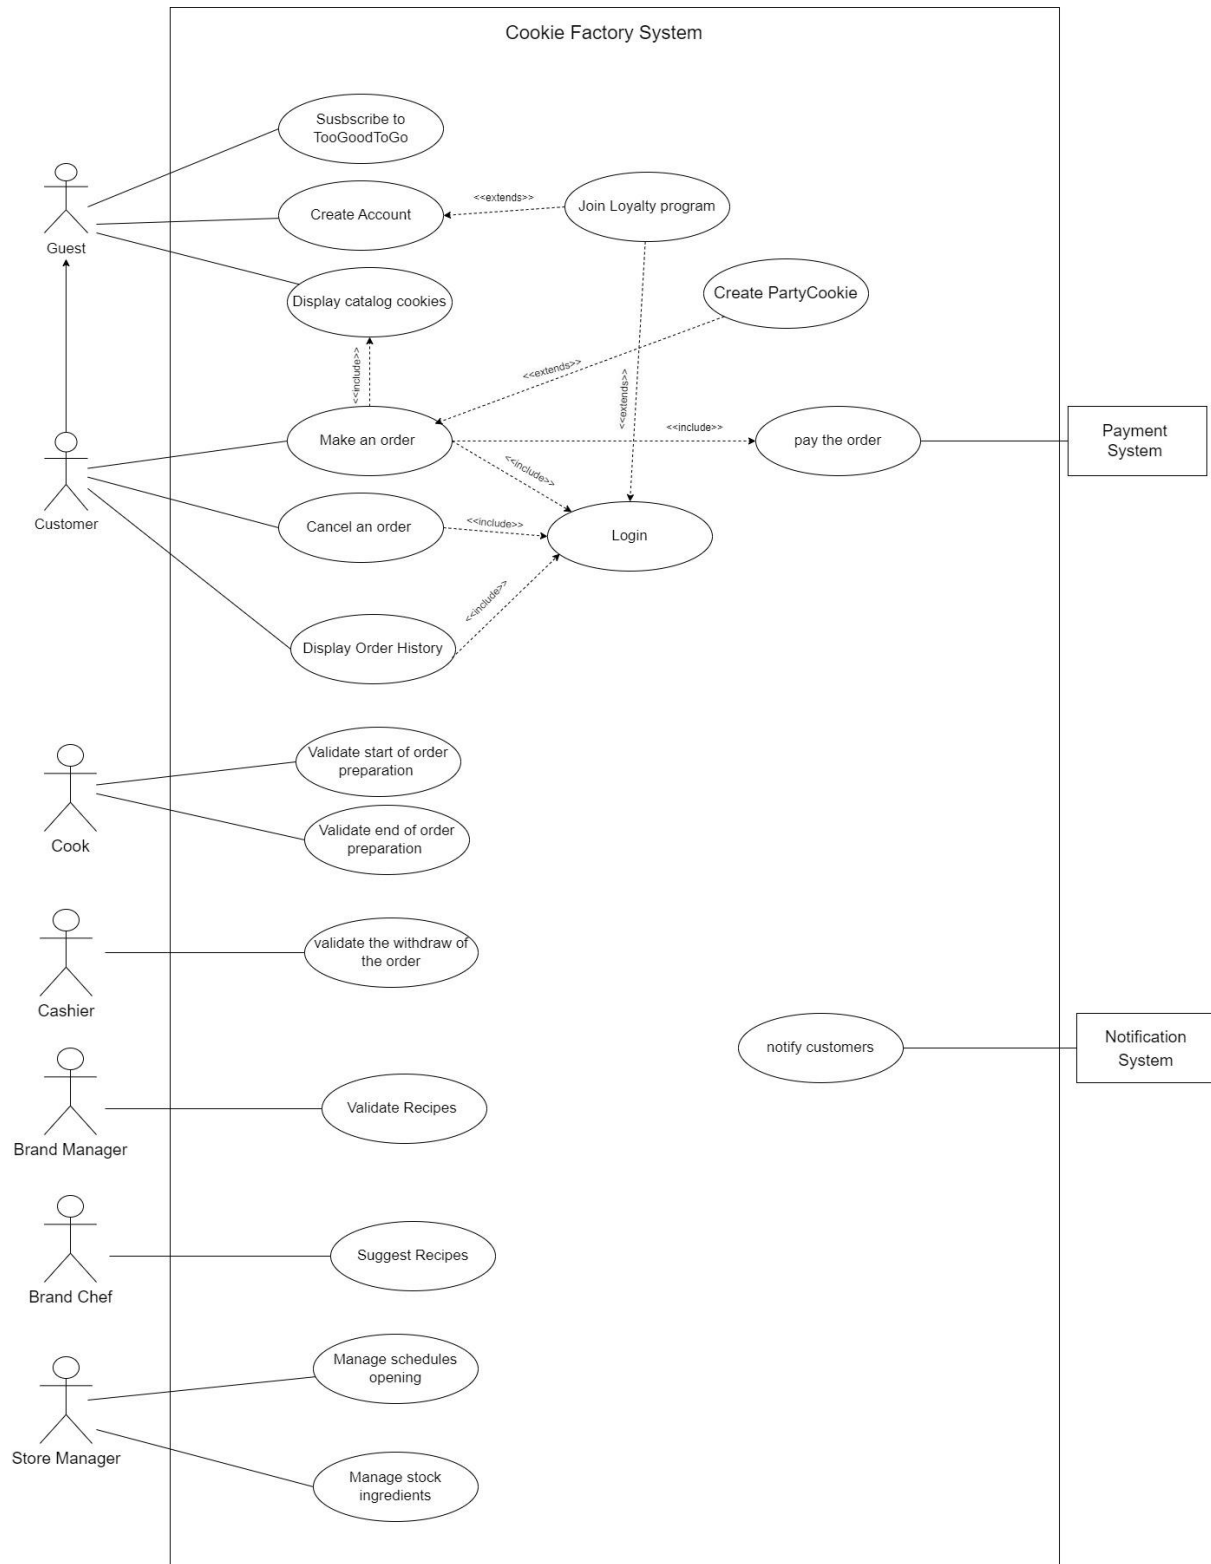 Cookie Factory System
Susbscribe to
TooGoodToGo
Guest
Create Account
<<extends>>
Join Loyalty program
Display catalog cookies
Create PartyCookie
<<include>>
<<extends>>
<<extends>>
Customer
Make an order
<<include>>
pay the order
Payment
System
<<include>>
Cancel an order
<<include>>
Login
Display Order History
<<include>>
Cook
Validate start of order
preparation
Validate end of order
preparation
Cashier
validate the withdraw of
the order
notify customers
Notification
System
Brand Manager
Validate Recipes
Brand Chef
Suggest Recipes
Store Manager
Manage schedules
opening
Manage stock
ingredients